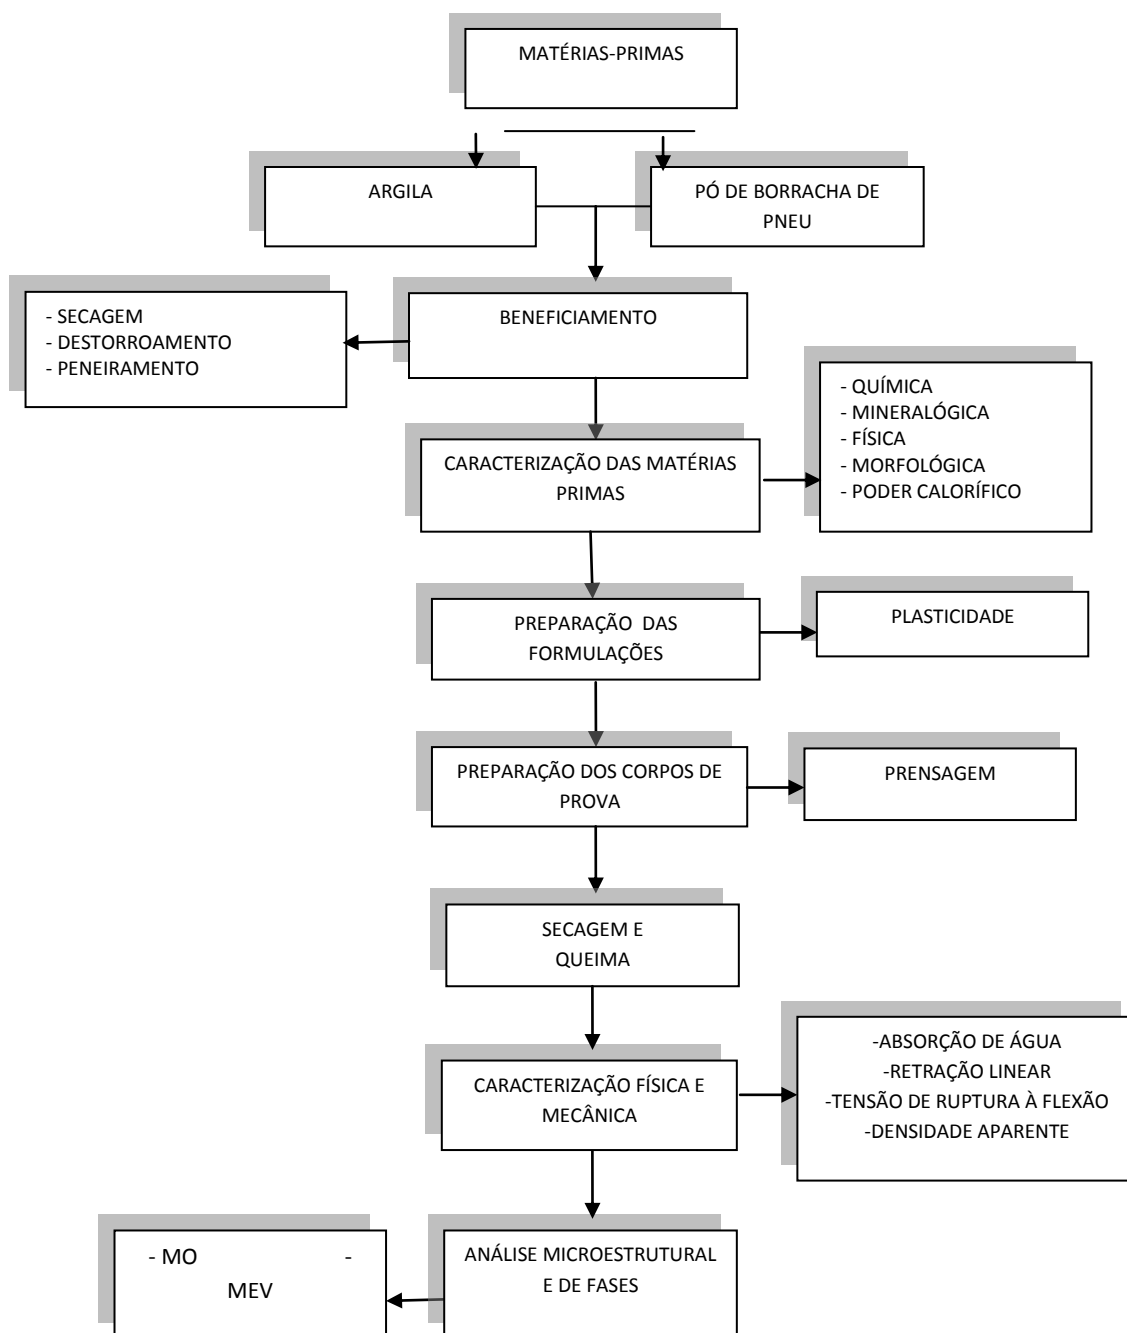 MATÉRIAS-PRIMAS
ARGILA
PÓ DE BORRACHA DE
PNEU
BENEFICIAMENTO
- SECAGEM
- DESTORROAMENTO
- PENEIRAMENTO
CARACTERIZAÇÃO DAS MATÉRIAS
PRIMAS
- QUÍMICA
- MINERALÓGICA
- FÍSICA
- MORFOLÓGICA
- PODER CALORÍFICO
PREPARAÇÃO DAS
FORMULAÇÕES
PLASTICIDADE
PREPARAÇÃO DOS CORPOS DE
PROVA
PRENSAGEM
SECAGEM E
QUEIMA
CARACTERIZAÇÃO FÍSICA E
MECÂNICA
-ABSORÇÃO DE ÁGUA
-RETRAÇÃO LINEAR
-TENSÃO DE RUPTURA À FLEXÃO
-DENSIDADE APARENTE
ANÁLISE MICROESTRUTURAL
E DE FASES
- MO -
MEV